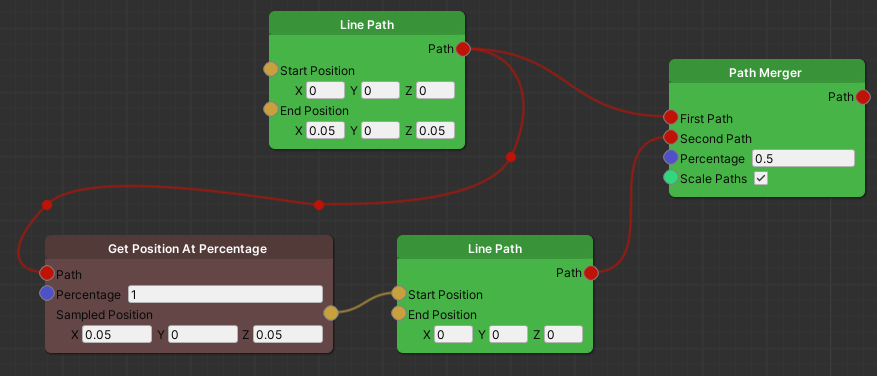 Line Path
Path
Start Position
X 0 Y 0 Z 0
End Position
X 0.05 Y 0 Z 0.05
Path Merger
Path
First Path
Second Path
Percentage 0.5
Scale Paths
Get Position At Percentage
Path
Percentage 1
Sampled Position
X 0.05 Y 0 Z 0.05
Line Path
Path
Start Position
End Position
X 0 Y 0 Z 0